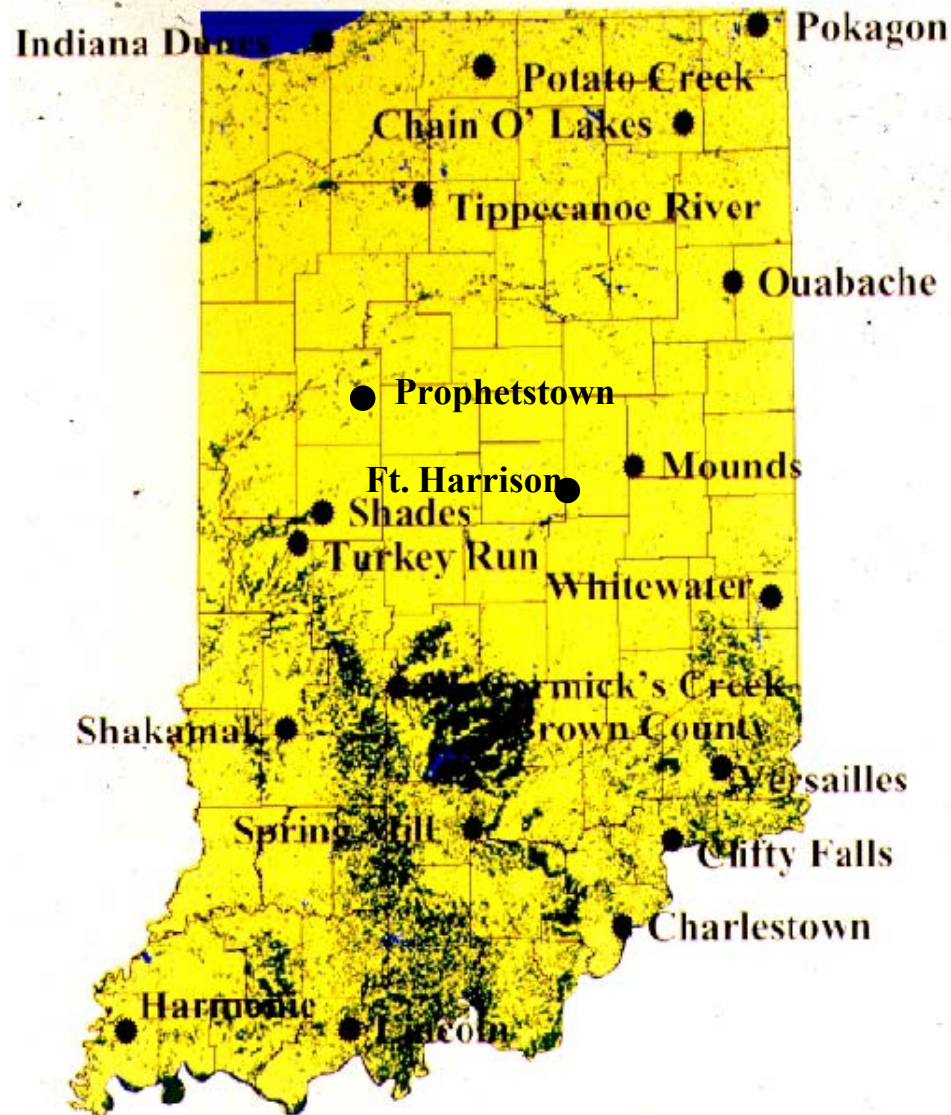 Indiana Dunes
Pokagon
Potato Creek
Chain O' Lakes
Tippecanoe River
Ouabache
Prophetstown
Mounds
Ft. Harrison
Shades
Turkey Run
Whitewater
McCormick's Creek
Brown County
Shakamak
Versailles
Spring Mill
Clifty Falls
Charlestown
Harmonie
Lincoln